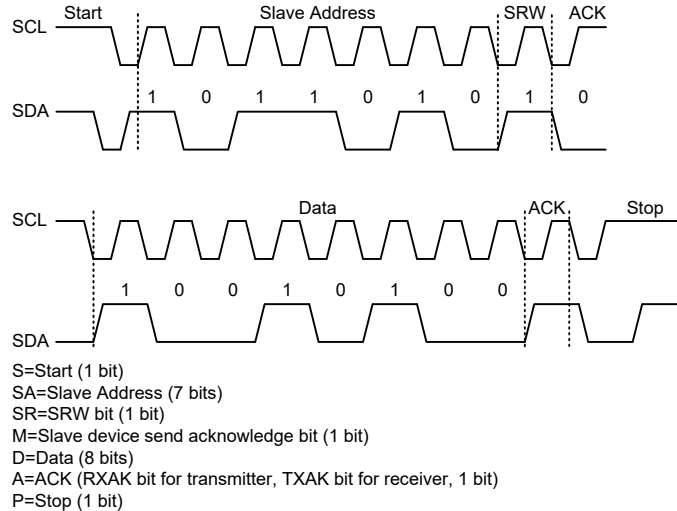 Start Slave Address SRW ACK
SCL
1 0 1 1 0 1 0 1 0
SDA
Data ACK Stop
SCL
1 0 0 1 0 1 0 0
SDA
S=Start (1 bit)
SA=Slave Address (7 bits)
SR=SRW bit (1 bit)
M=Slave device send acknowledge bit (1 bit)
D=Data (8 bits)
A=ACK (RXAK bit for transmitter, TXAK bit for receiver, 1 bit)
P=Stop (1 bit)